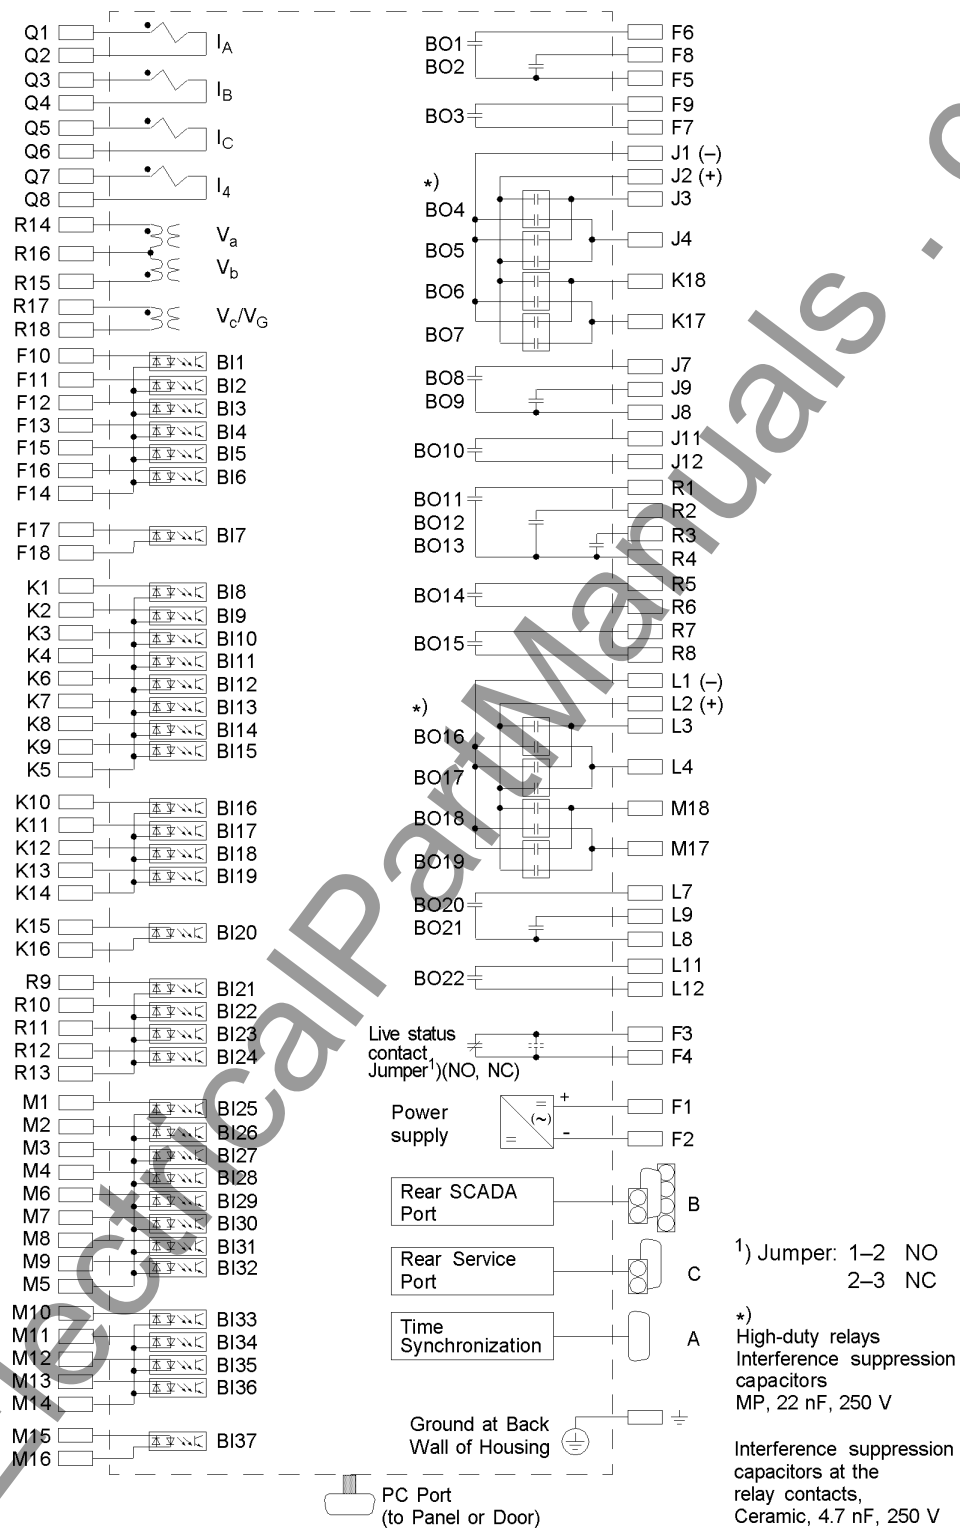 Q1
Q2
I_A
Q3
Q4
I_B
Q5
Q6
I_C
Q7
Q8
I_4
R14
R16
R15
V_a
V_b
R17
R18
V_c/V_G
F10 BI1
F11 BI2
F12 BI3
F13 BI4
F15 BI5
F16 BI6
F14
F17 BI7
F18
K1 BI8
K2 BI9
K3 BI10
K4 BI11
K6 BI12
K7 BI13
K8 BI14
K9 BI15
K5
K10 BI16
K11 BI17
K12 BI18
K13 BI19
K14
K15 BI20
K16
R9 BI21
R10 BI22
R11 BI23
R12 BI24
R13
M1 BI25
M2 BI26
M3 BI27
M4 BI28
M6 BI29
M7 BI30
M8 BI31
M9 BI32
M5
M10 BI33
M11 BI34
M12 BI35
M13 BI36
M14
M15 BI37
M16
BO1 F6
BO2 F8
F5
BO3 F9
F7
J1 (–)
J2 (+)
*)
J3
BO4
J4
BO5
K18
BO6
K17
BO7
BO8 J7
BO9 J9
J8
BO10 J11
J12
BO11 R1
BO12 R2
BO13 R3
R4
BO14 R5
R6
BO15 R7
R8
L1 (–)
L2 (+)
*)
L3
BO16
L4
BO17
M18
BO18
M17
BO19
BO20 L7
BO21 L9
L8
BO22 L11
L12
Live status
contact
Jumper1)(NO, NC)
F3
F4
Power
supply
=
(~)
=
+
-
F1
F2
Rear SCADA
Port
B
Rear Service
Port
C
Time
Synchronization
A
Ground at Back
Wall of Housing
PC Port
(to Panel or Door)
1) Jumper: 1–2 NO
2–3 NC
*)
High-duty relays
Interference suppression
capacitors
MP, 22 nF, 250 V
Interference suppression
capacitors at the
relay contacts,
Ceramic, 4.7 nF, 250 V
ElectricalPartManuals . c